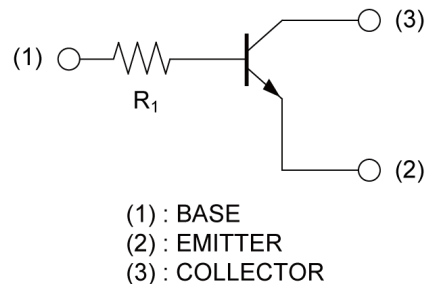 (3)
(1)
R₁
(2)
(1) : BASE
(2) : EMITTER
(3) : COLLECTOR